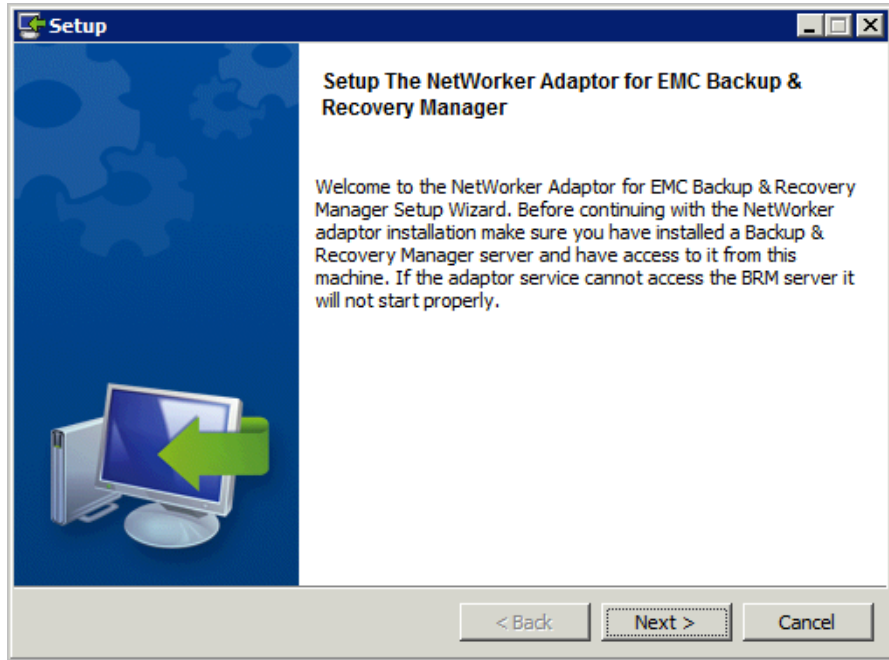 Setup
Setup The NetWorker Adaptor for EMC Backup &
Recovery Manager
Welcome to the NetWorker Adaptor for EMC Backup & Recovery
Manager Setup Wizard. Before continuing with the NetWorker
adaptor installation make sure you have installed a Backup &
Recovery Manager server and have access to it from this
machine. If the adaptor service cannot access the BRM server it
will not start properly.
< Back
Next >
Cancel